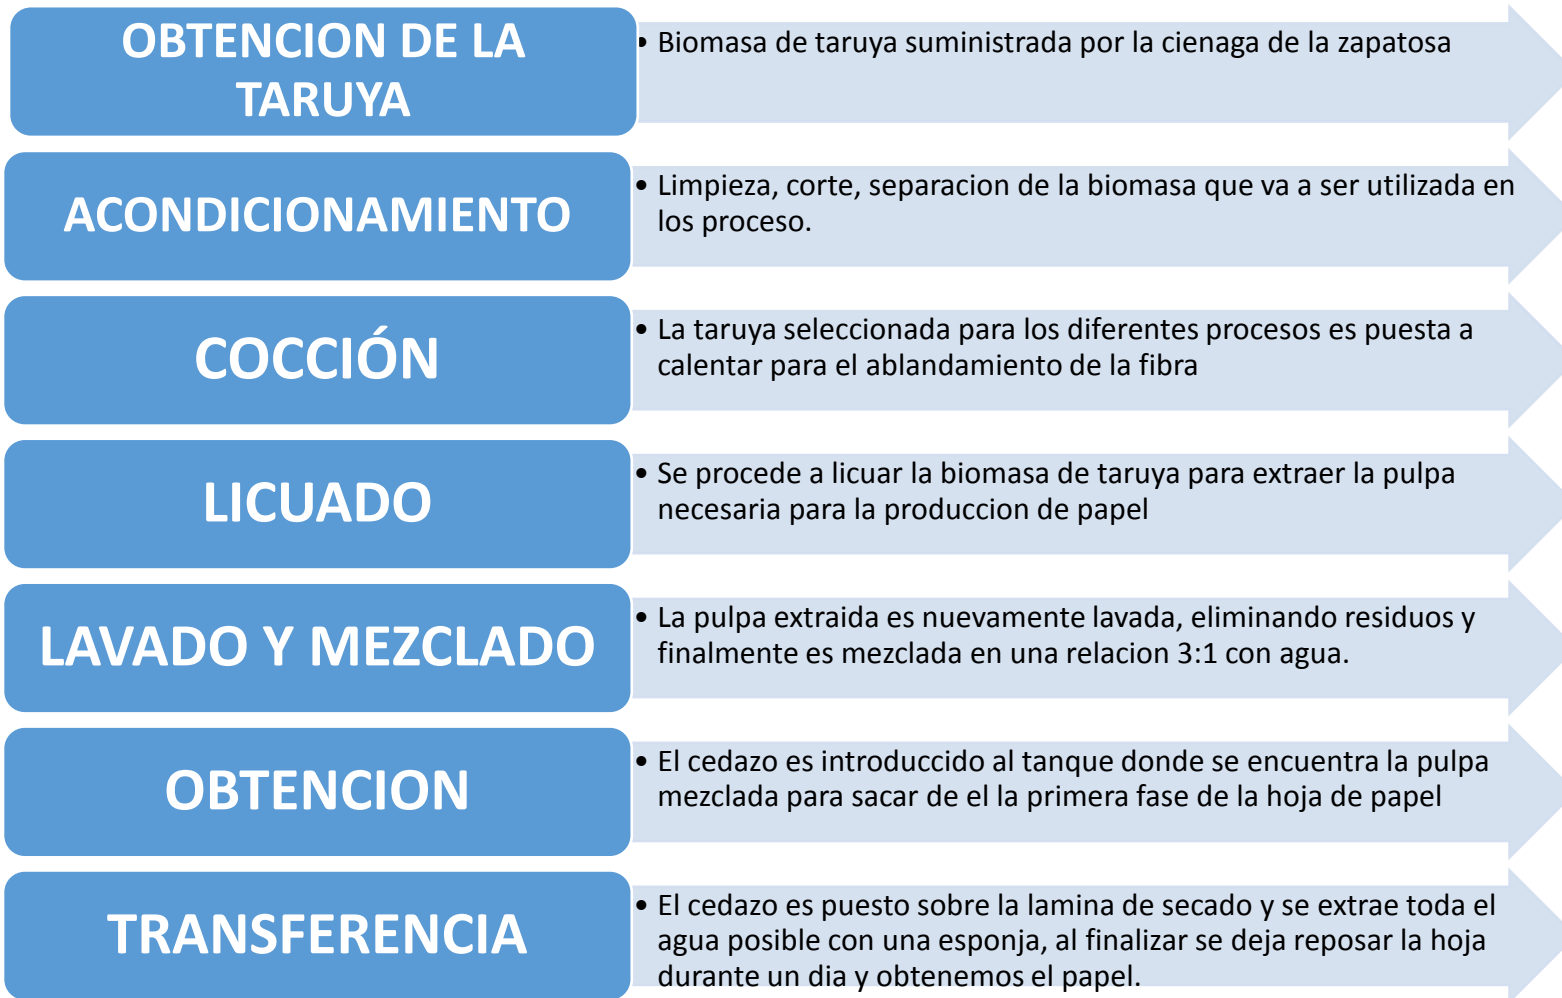 OBTENCION DE LA
TARUYA
• Biomasa de taruya suministrada por la cienaga de la zapatosa
ACONDICIONAMIENTO
• Limpieza, corte, separacion de la biomasa que va a ser utilizada en
los proceso.
COCCIÓN
• La taruya seleccionada para los diferentes procesos es puesta a
calentar para el ablandamiento de la fibra
LICUADO
• Se procede a licuar la biomasa de taruya para extraer la pulpa
necesaria para la produccion de papel
LAVADO Y MEZCLADO
• La pulpa extraida es nuevamente lavada, eliminando residuos y
finalmente es mezclada en una relacion 3:1 con agua.
OBTENCION
• El cedazo es introduccido al tanque donde se encuentra la pulpa
mezclada para sacar de el la primera fase de la hoja de papel
TRANSFERENCIA
• El cedazo es puesto sobre la lamina de secado y se extrae toda el
agua posible con una esponja, al finalizar se deja reposar la hoja
durante un dia y obtenemos el papel.